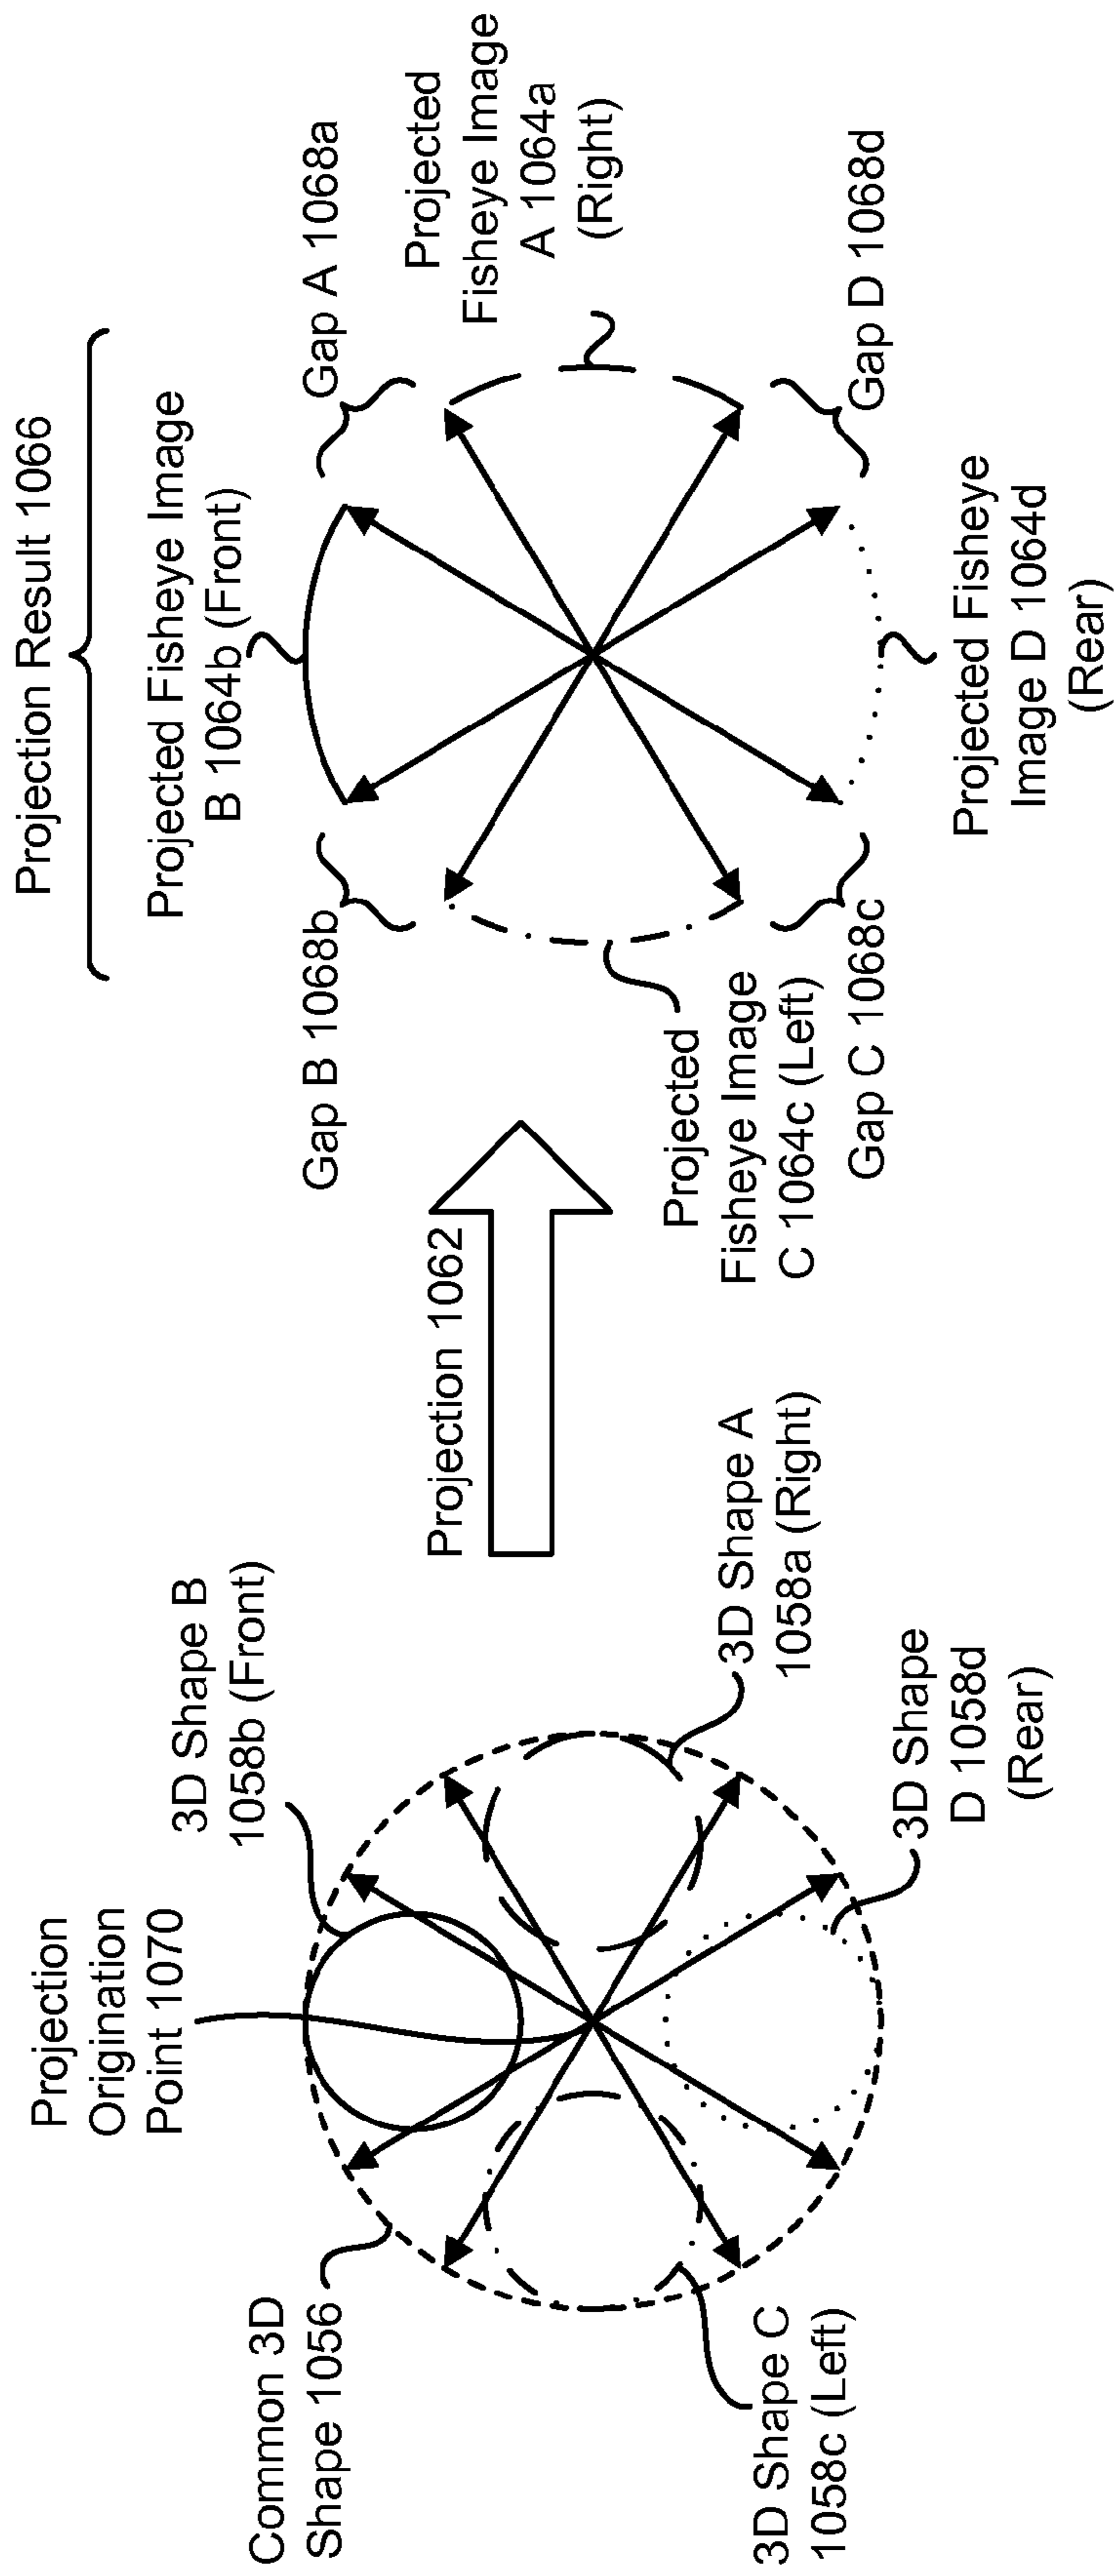 Projection
Origination
Point 1070
Common 3D
Shape 1056
3D Shape B
1058b (Front)
3D Shape C
1058c (Left)
3D Shape A
1058a (Right)
3D Shape
D 1058d
(Rear)
Projection 1062
Projection Result 1066
Projected Fisheye Image
B 1064b (Front)
Gap B 1068b
Gap A 1068a
Projected
Fisheye Image
A 1064a
(Right)
Projected
Fisheye Image
C 1064c (Left)
Gap C 1068c
Gap D 1068d
Projected Fisheye
Image D 1064d
(Rear)